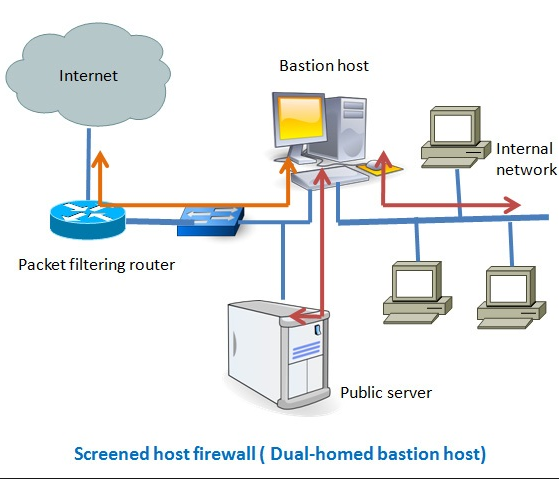 Internet
Bastion host
Internal
network
Packet filtering router
Public server
Screened host firewall ( Dual-homed bastion host)